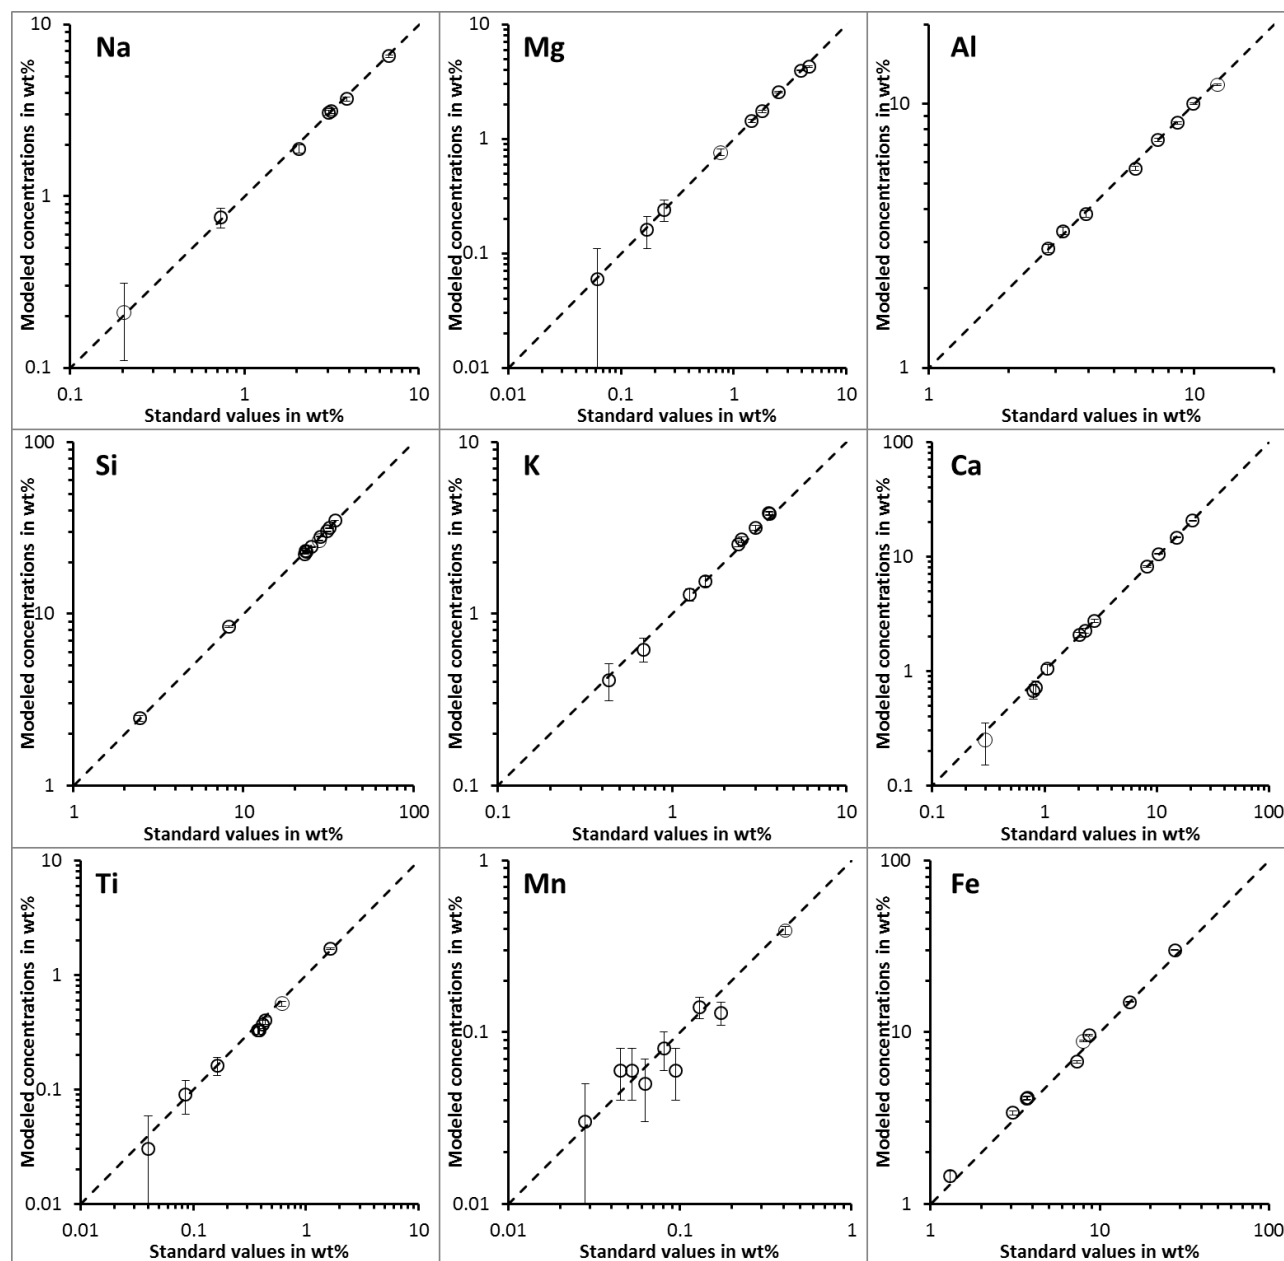 Na
Modeled concentrations in wt%
10
1
0.1
0.1
1
10
Standard values in wt%
Mg
Modeled concentrations in wt%
10
1
0.1
0.01
0.01
0.1
1
10
Standard values in wt%
Al
Modeled concentrations in wt%
10
1
1
10
Standard values in wt%
Si
Modeled concentrations in wt%
100
10
1
1
10
100
Standard values in wt%
K
Modeled concentrations in wt%
10
1
0.1
0.1
1
10
Standard values in wt%
Ca
Modeled concentrations in wt%
100
10
1
0.1
0.1
1
10
100
Standard values in wt%
Ti
Modeled concentrations in wt%
10
1
0.1
0.01
0.01
0.1
1
10
Standard values in wt%
Mn
Modeled concentrations in wt%
1
0.1
0.01
0.01
0.1
1
Standard values in wt%
Fe
Modeled concentrations in wt%
100
10
1
1
10
100
Standard values in wt%